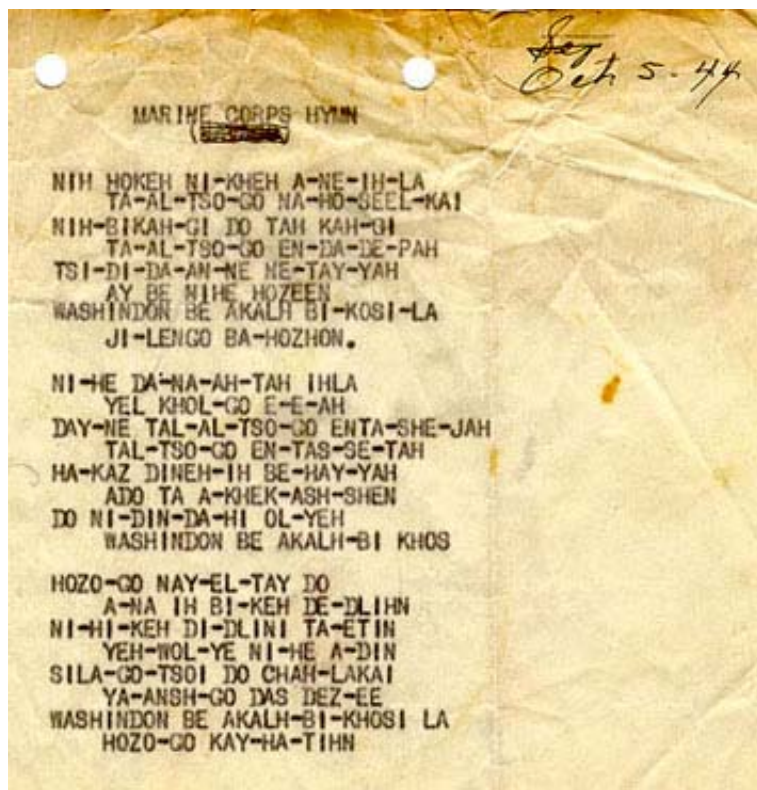 Oct 5-44
MARINE CORPS HYMN
NIH HOKEH NI-KHEH A-NE-IH-LA
TA-AL-TSO-GO NA-HO-SEEL-KAI
NIH-BIKAH-GI DO TAH KAH-GI
TA-AL-TSO-GO EN-DA-DE-PAH
TSI-DI-DA-AN-NE NE-TAY-YAH
AY BE NIHE HOZEEN
WASHINDON BE AKALH BI-KOSI-LA
JI-LENGO BA-HOZHON.
NI-HE DA-NA-AH-TAH IHLA
YEL KHOL-GO E-E-AH
DAY-NE TAL-AL-TSO-GO ENTA-SHE-JAH
TAL-TSO-GO EN-TAS-SE-TAH
HA-KAZ DINEH-IH BE-HAY-YAH
ADO TA A-KHEK-ASH-SHEN
DO NI-DIN-DA-HI OL-YEH
WASHINDON BE AKALH-BI KHOS
HOZO-GO NAY-EL-TAY DO
A-NA IH BI-KEH DE-DLIHN
NI-HI-KEH DI-DLINI TA-ETIN
YEH-WOL-YE NI-HE A-DIN
SILA-GO-TSOI DO CHAH-LAKAI
YA-ANSH-GO DAS DEZ-EE
WASHINDON BE AKALH-BI-KHOSI LA
HOZO-GO KAY-HA-TIHN